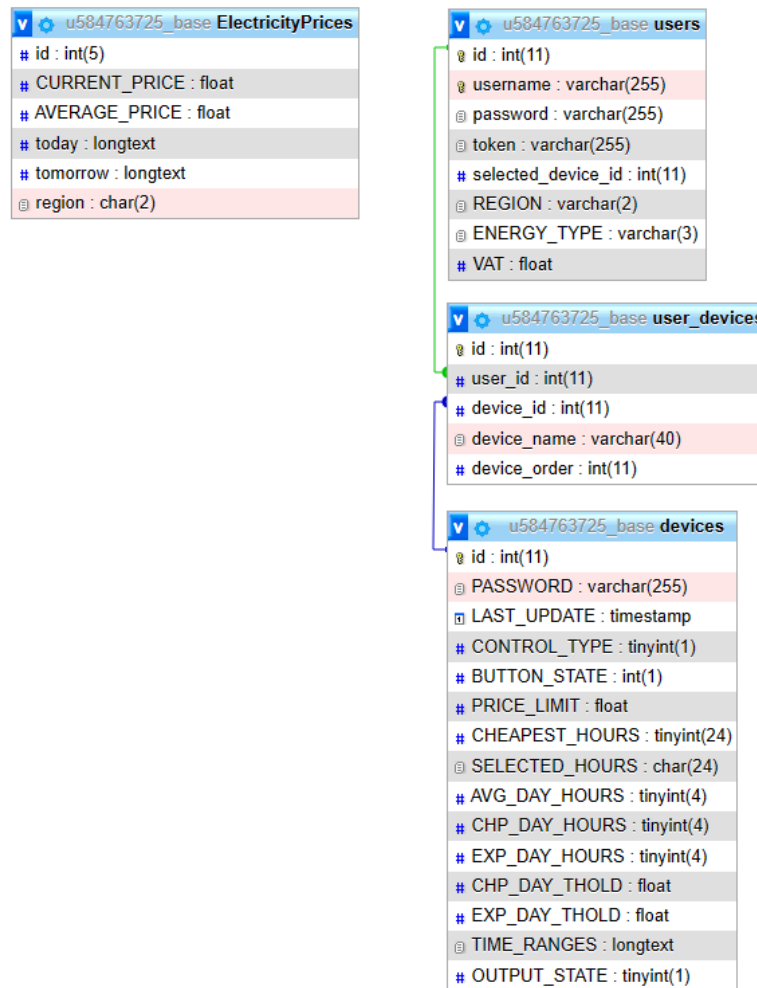 v u584763725_base ElectricityPrices
# id : int(5)
# CURRENT_PRICE : float
# AVERAGE_PRICE : float
# today : longtext
# tomorrow : longtext
region : char(2)
v u584763725_base users
id : int(11)
username : varchar(255)
password : varchar(255)
token : varchar(255)
# selected_device_id : int(11)
REGION : varchar(2)
ENERGY_TYPE : varchar(3)
# VAT : float
v u584763725_base user_devices
id : int(11)
# user_id : int(11)
# device_id : int(11)
device_name : varchar(40)
# device_order : int(11)
v u584763725_base devices
id : int(11)
PASSWORD : varchar(255)
LAST_UPDATE : timestamp
# CONTROL_TYPE : tinyint(1)
# BUTTON_STATE : int(1)
# PRICE_LIMIT : float
# CHEAPEST_HOURS : tinyint(24)
SELECTED_HOURS : char(24)
# AVG_DAY_HOURS : tinyint(4)
# CHP_DAY_HOURS : tinyint(4)
# EXP_DAY_HOURS : tinyint(4)
# CHP_DAY_THOLD : float
# EXP_DAY_THOLD : float
TIME_RANGES : longtext
# OUTPUT_STATE : tinyint(1)